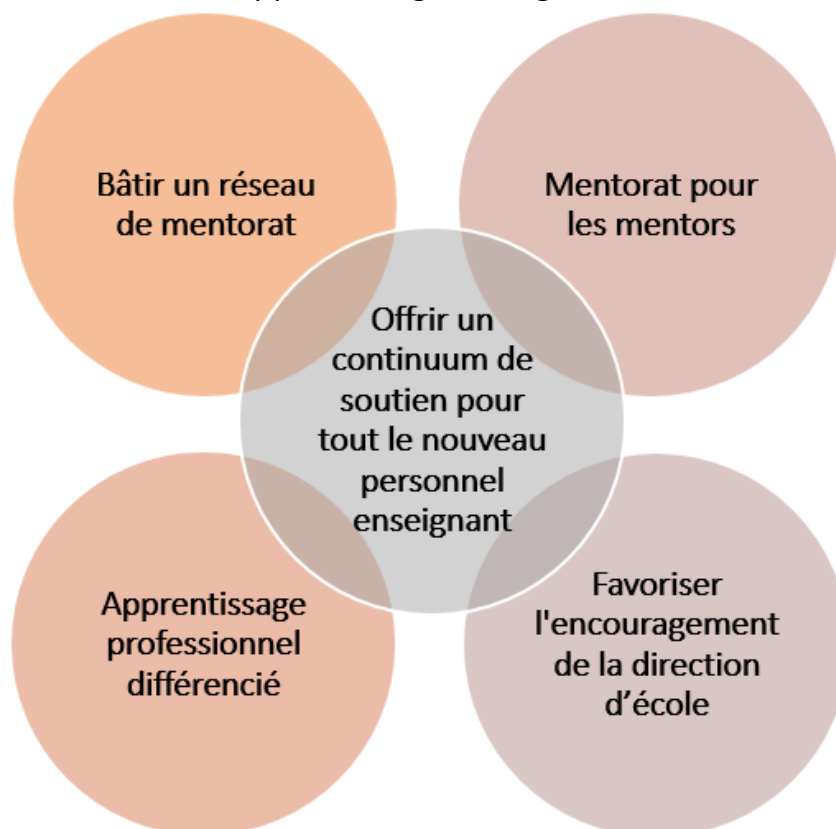 Bâtir un réseau
de mentorat
Mentorat pour
les mentors
Offrir un
continuum de
soutien pour
tout le nouveau
personnel
enseignant
Apprentissage
professionnel
différencié
Favoriser
l'encouragement
de la direction
d’école